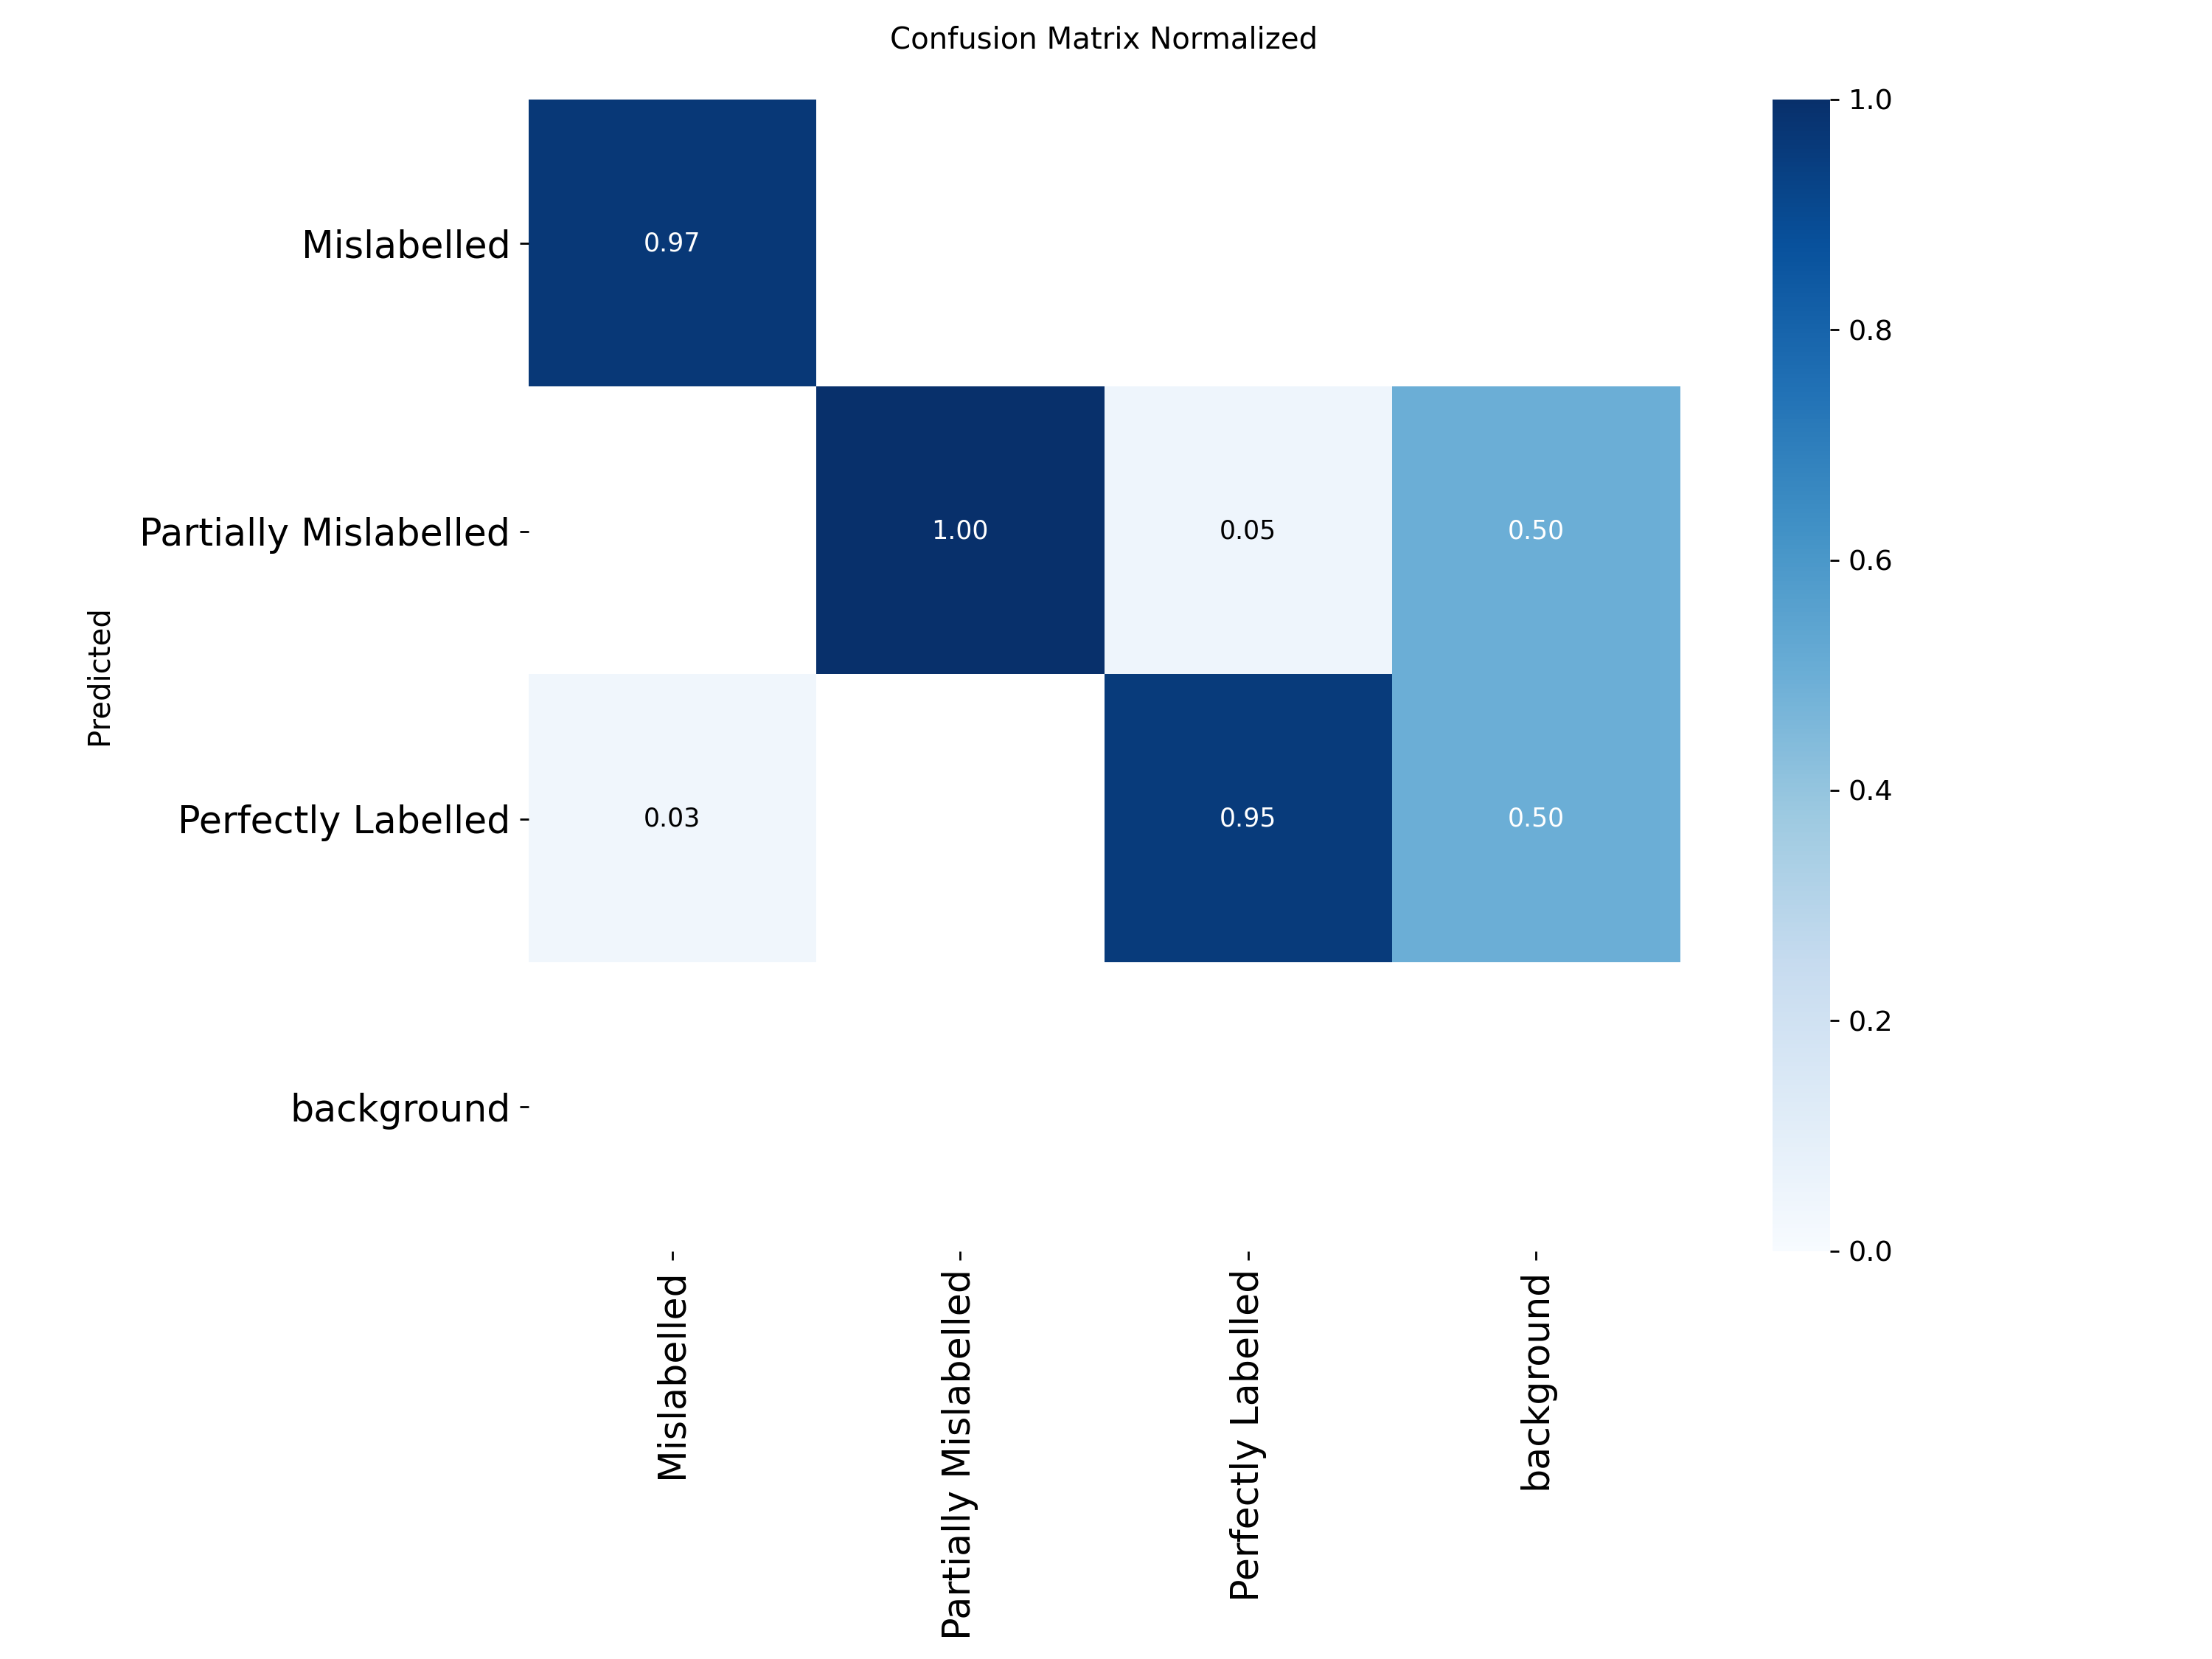 Confusion Matrix Normalized
Predicted
Mislabelled
0.97
Partially Mislabelled
1.00
0.05
0.50
Perfectly Labelled
0.03
0.95
0.50
background
Mislabelled
Partially Mislabelled
Perfectly Labelled
background
1.0
0.8
0.6
0.4
0.2
0.0